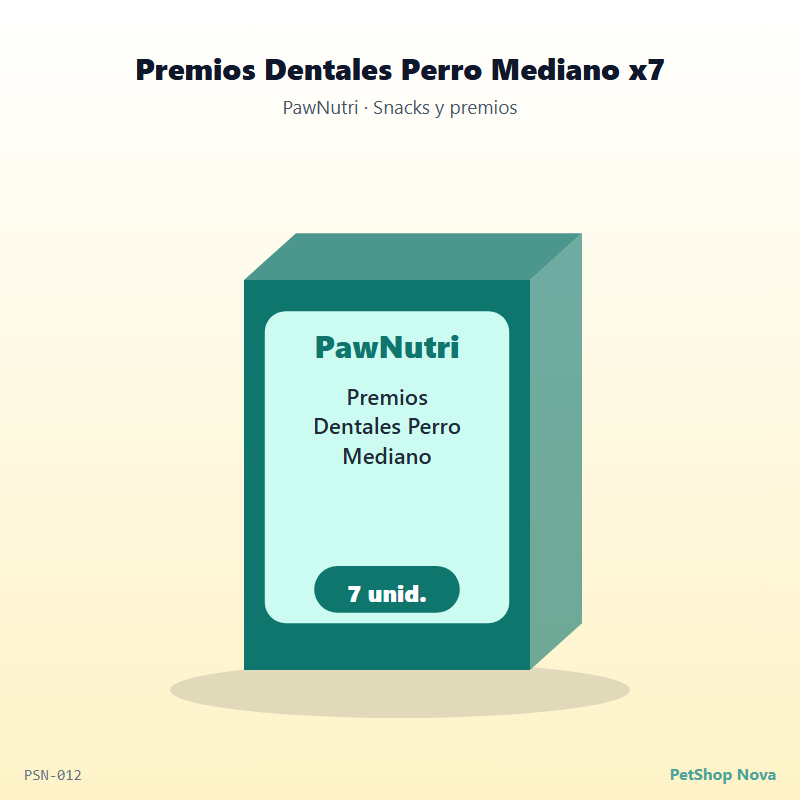 Premios Dentales Perro Mediano x7
PawNutri · Snacks y premios
PawNutri
Premios
Dentales Perro
Mediano
7 unid.
PSN-012
PetShop Nova